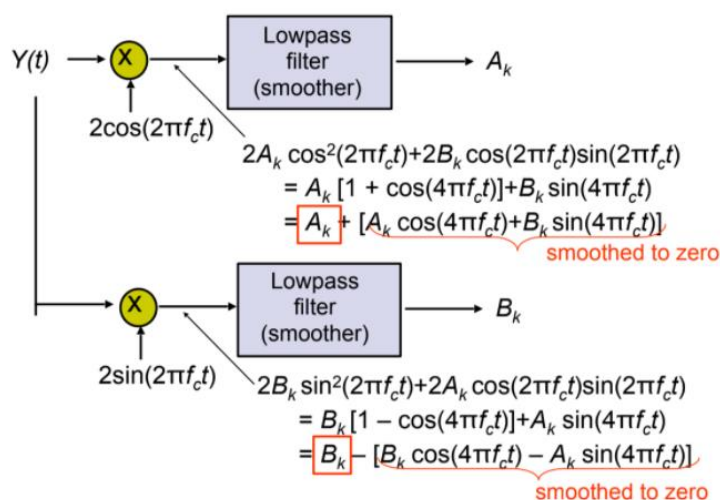 Lowpass
filter
(smoother)
Y(t)
X
A_k
2cos(2πf_ct)
2A_k cos²(2πf_ct)+2B_k cos(2πf_ct)sin(2πf_ct)
= A_k [1 + cos(4πf_ct)]+B_k sin(4πf_ct)
= A_k + [A_k cos(4πf_ct)+B_k sin(4πf_ct)]
smoothed to zero
Lowpass
filter
(smoother)
X
B_k
2sin(2πf_ct)
2B_k sin²(2πf_ct)+2A_k cos(2πf_ct)sin(2πf_ct)
= B_k [1 – cos(4πf_ct)]+A_k sin(4πf_ct)
= B_k – [B_k cos(4πf_ct) – A_k sin(4πf_ct)]
smoothed to zero